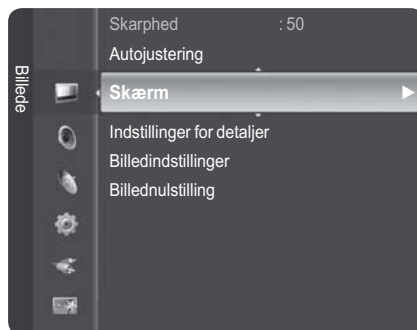 Billede
Skarphed : 50
Autojustering
Skærm
Indstillinger for detaljer
Billedindstillinger
Billednulstilling